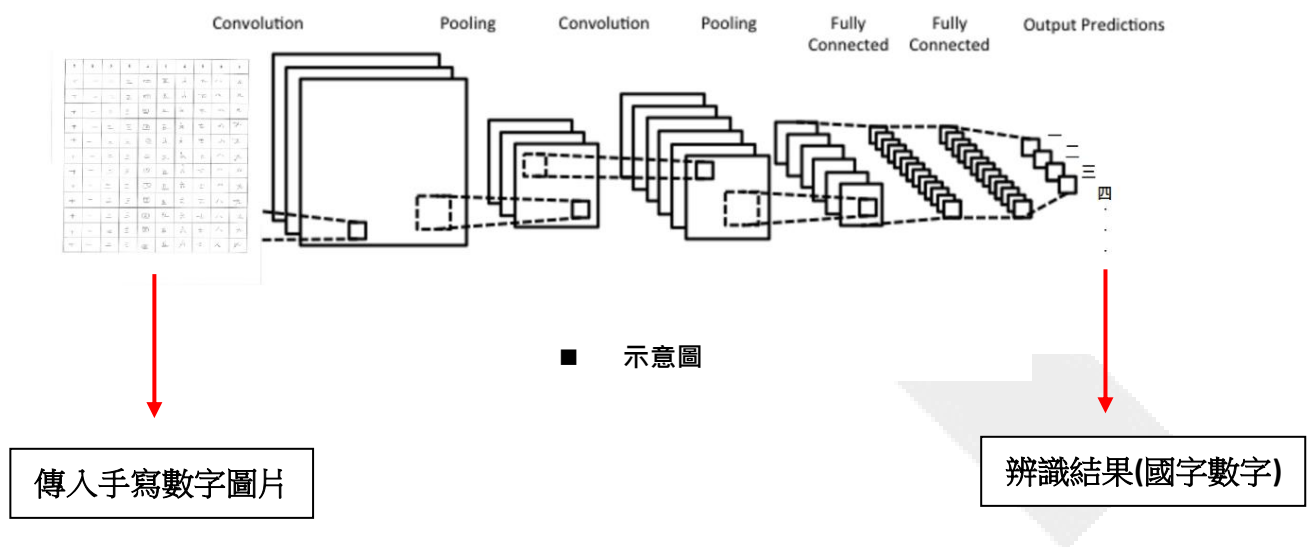 Convolution
Pooling
Convolution
Pooling
Fully
Connected
Fully
Connected
Output Predictions
一
二
三
四
.
.
.
■ 示意圖
傳入手寫數字圖片
辨識結果(國字數字)